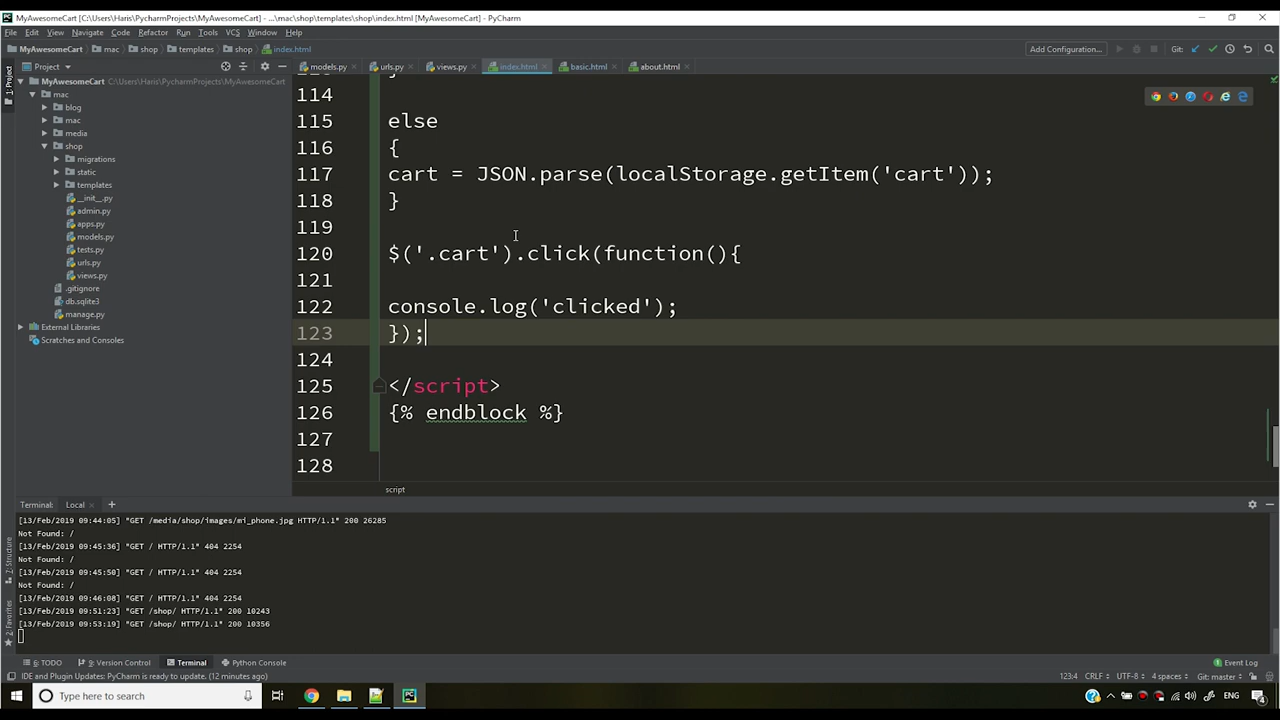 MyAwesomeCart [C:\Users\Haris\PycharmProjects\MyAwesomeCart] - ...\mac\shop\templates\shop\index.html [MyAwesomeCart] - PyCharm
File Edit View Navigate Code Refactor Run Tools VCS Window Help
MyAwesomeCart mac shop templates shop index.html Add Configuration... Git:
Project models.py urls.py views.py index.html basic.html about.html
1: Project
MyAwesomeCart C:\Users\Haris\PycharmProjects\MyAwesomeCart
mac
blog
mac
media
shop
migrations
static
templates
__init__.py
admin.py
apps.py
models.py
tests.py
urls.py
views.py
.gitignore
db.sqlite3
manage.py
External Libraries
Scratches and Consoles
114
115 else
116 {
117 cart = JSON.parse(localStorage.getItem('cart'));
118 }
119
120 $('.cart').click(function(){
121
122 console.log('clicked');
123 });
124
125 </script>
126 {% endblock %}
127
128
script
Terminal: Local +
[13/Feb/2019 09:44:05] "GET /media/shop/images/mi_phone.jpg HTTP/1.1" 200 26285
Not Found: /
[13/Feb/2019 09:45:36] "GET / HTTP/1.1" 404 2254
Not Found: /
[13/Feb/2019 09:45:50] "GET / HTTP/1.1" 404 2254
Not Found: /
[13/Feb/2019 09:46:08] "GET / HTTP/1.1" 404 2254
[13/Feb/2019 09:51:23] "GET /shop/ HTTP/1.1" 200 10243
[13/Feb/2019 09:53:19] "GET /shop/ HTTP/1.1" 200 10356
7: Structure
2: Favorites
6: TODO 9: Version Control Terminal Python Console Event Log
IDE and Plugin Updates: PyCharm is ready to update. (12 minutes ago) 123:4 CRLF UTF-8 4 spaces Git: master
Type here to search ENG